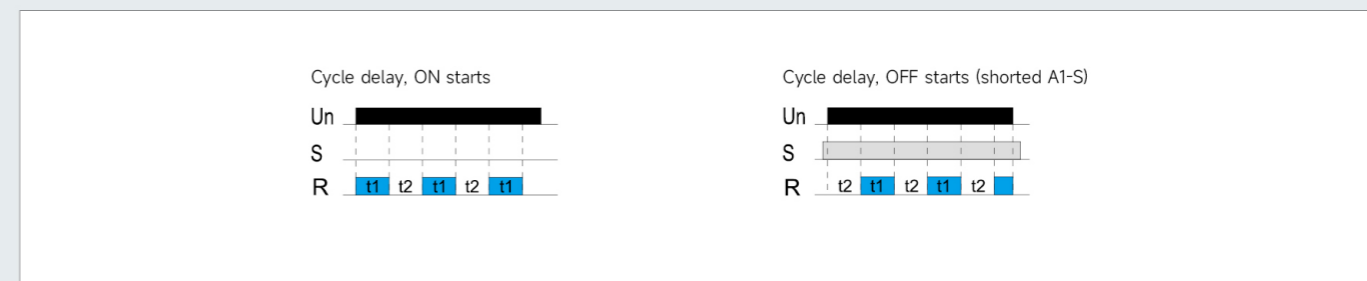 Cycle delay, ON starts
Un
S
R t1 t2 t1 t2 t1
Cycle delay, OFF starts (shorted A1-S)
Un
S
R t2 t1 t2 t1 t2